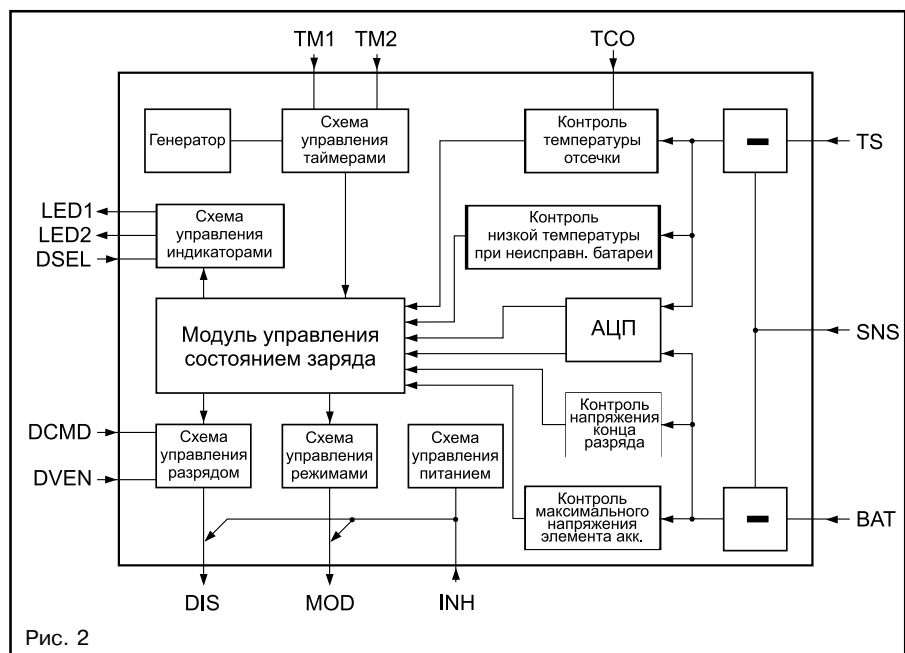 TM1 TM2 TCO
Генератор
Схема
управления
таймерами
Контроль
температуры
отсечки
TS
LED1
LED2
DSEL
Схема
управления
индикаторами
Контроль
низкой температуры
при неисправн. батареи
Модуль управления
состоянием заряда
АЦП
SNS
Контроль
напряжения
конца
разряда
DCMD
DVEN
Схема
управления
разрядом
Схема
управления
режимами
Схема
управления
питанием
Контроль
максимального
напряжения
элемента акк.
BAT
DIS MOD INH
Рис. 2